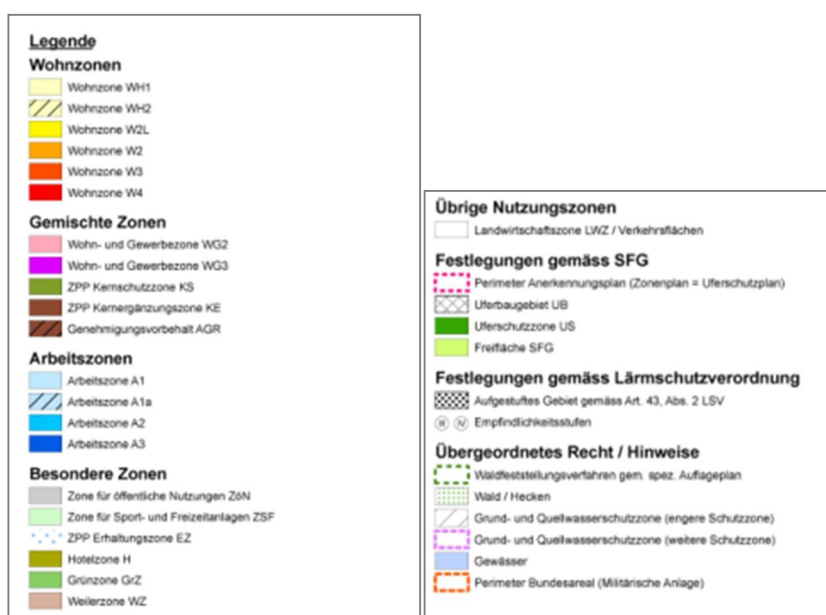 Legende
Wohnzonen
Wohnzone WH1
Wohnzone WH2
Wohnzone W2L
Wohnzone W2
Wohnzone W3
Wohnzone W4
Gemischte Zonen
Wohn- und Gewerbezone WG2
Wohn- und Gewerbezone WG3
ZPP Kernschutzzone KS
ZPP Kernergänzungszone KE
Genehmigungsvorbehalt AGR
Arbeitszonen
Arbeitszone A1
Arbeitszone A1a
Arbeitszone A2
Arbeitszone A3
Besondere Zonen
Zone für öffentliche Nutzungen ZöN
Zone für Sport- und Freizeitanlagen ZSF
ZPP Erhaltungszone EZ
Hotelzone H
Grünzone GrZ
Weilerzone WZ
Übrige Nutzungszonen
Landwirtschaftszone LWZ / Verkehrsflächen
Festlegungen gemäss SFG
Perimeter Anerkennungsplan (Zonenplan = Uferschutzplan)
Uferbaugebiet UB
Uferschutzzone US
Freifläche SFG
Festlegungen gemäss Lärmschutzverordnung
Aufgestuftes Gebiet gemäss Art. 43, Abs. 2 LSV
III IV Empfindlichkeitsstufen
Übergeordnetes Recht / Hinweise
Waldfeststellungsverfahren gem. spez. Auflageplan
Wald / Hecken
Grund- und Quellwasserschutzzone (engere Schutzzone)
Grund- und Quellwasserschutzzone (weitere Schutzzone)
Gewässer
Perimeter Bundesareal (Militärische Anlage)